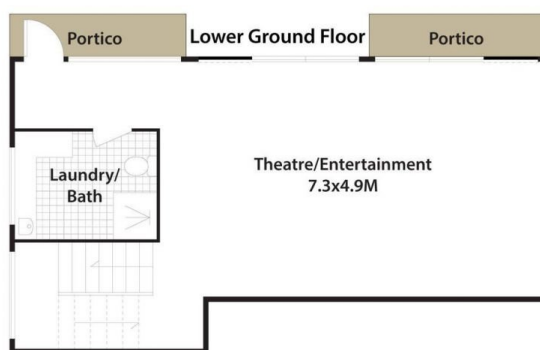 Portico
Lower Ground Floor
Portico
Theatre/Entertainment
7.3x4.9M
Laundry/
Bath